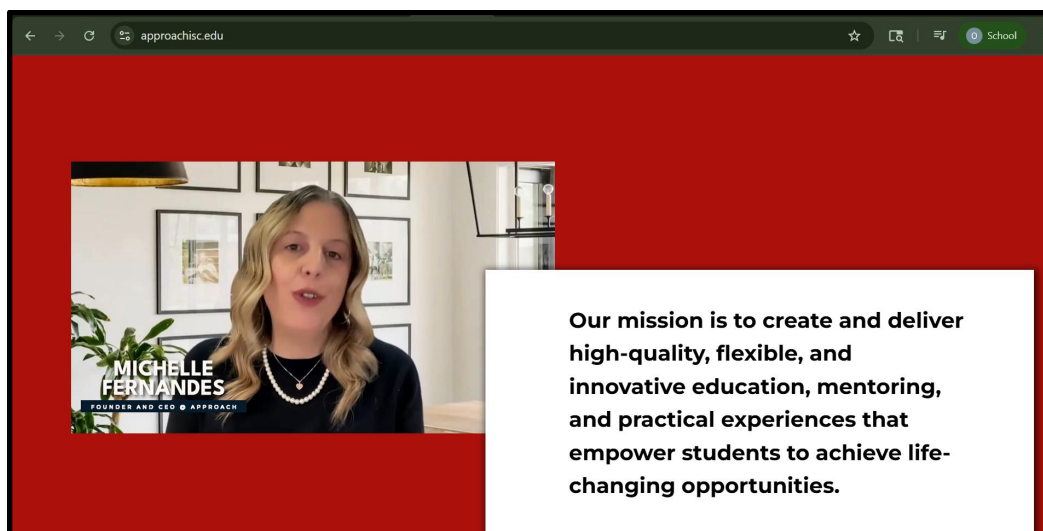 approachisc.edu
O School
MICHELLE
FERNANDES
FOUNDER AND CEO @ APPROACH
Our mission is to create and deliver
high-quality, flexible, and
innovative education, mentoring,
and practical experiences that
empower students to achieve life-
changing opportunities.